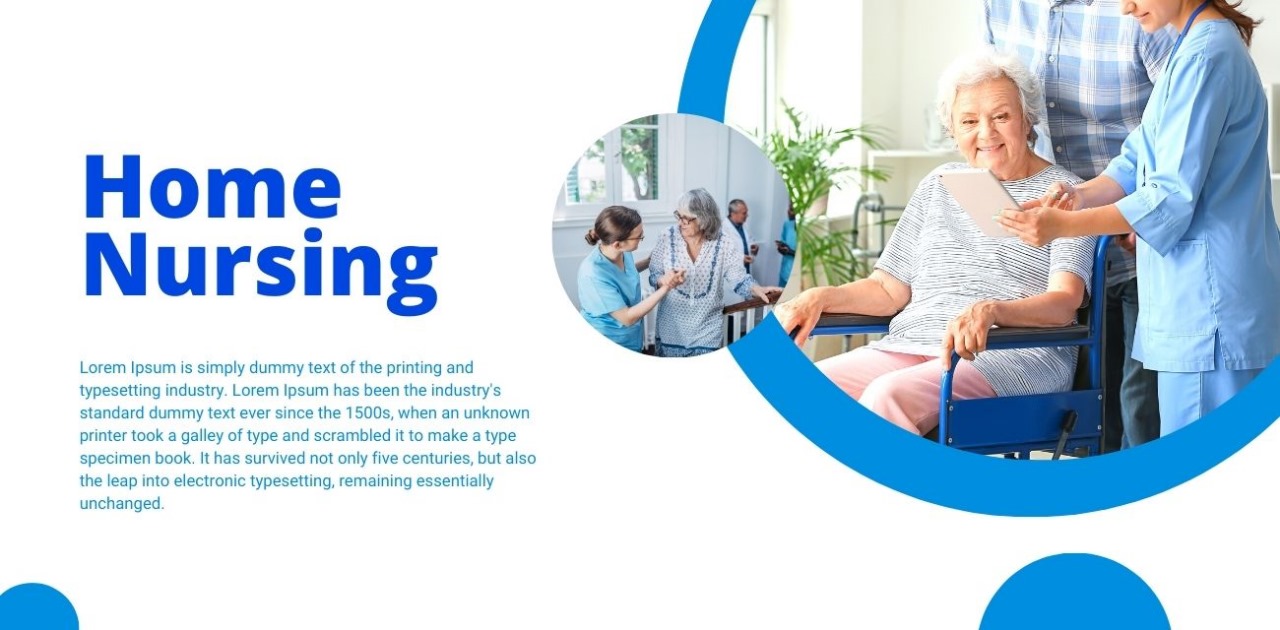 Home
Nursing
Lorem Ipsum is simply dummy text of the printing and
typesetting industry. Lorem Ipsum has been the industry's
standard dummy text ever since the 1500s, when an unknown
printer took a galley of type and scrambled it to make a type
specimen book. It has survived not only five centuries, but also
the leap into electronic typesetting, remaining essentially
unchanged.